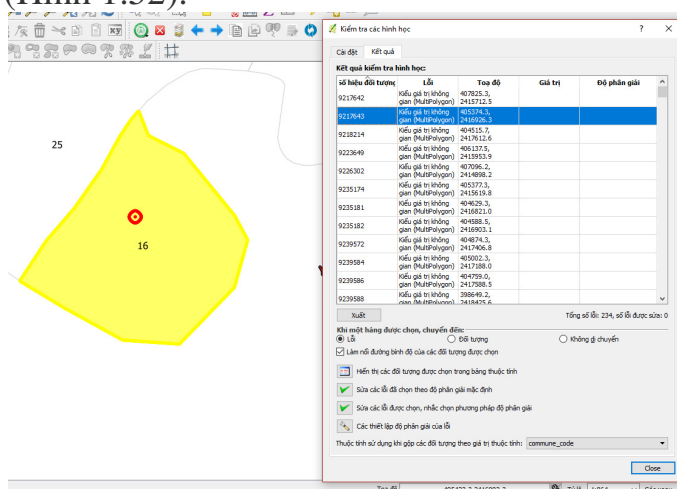 (Hình 1.32).
xy
Kiểm tra các hình học
?
X
Cài đặt
Kết quả
Kết quả kiểm tra hình học:
Số hiệu đối tượng Lỗi Toạ độ Giá trị Độ phân giải
9217642 Kiểu giá trị không gian (MultiPolygon) 407825.3, 2415712.5
9217643 Kiểu giá trị không gian (MultiPolygon) 405374.3, 2416926.3
9218214 Kiểu giá trị không gian (MultiPolygon) 404515.7, 2417612.6
9223649 Kiểu giá trị không gian (MultiPolygon) 406137.5, 2415953.9
9226302 Kiểu giá trị không gian (MultiPolygon) 407096.2, 2414898.2
9235174 Kiểu giá trị không gian (MultiPolygon) 405377.3, 2415619.8
9235181 Kiểu giá trị không gian (MultiPolygon) 404629.3, 2416821.0
9235182 Kiểu giá trị không gian (MultiPolygon) 404588.5, 2416903.1
9239572 Kiểu giá trị không gian (MultiPolygon) 404874.3, 2417406.8
9239584 Kiểu giá trị không gian (MultiPolygon) 405002.3, 2417188.0
9239586 Kiểu giá trị không gian (MultiPolygon) 404759.0, 2417588.5
9239588 Kiểu giá trị không gian (MultiPolygon) 398649.2, 2418425.6
Xuất
Tổng số lỗi: 234, số lỗi được sửa: 0
Khi một hàng được chọn, chuyển đến:
Lỗi
Đối tượng
Không di chuyển
Làm nổi đường bình độ của các đối tượng được chọn
Hiển thị các đối tượng được chọn trong bảng thuộc tính
Sửa các lỗi đã chọn theo độ phân giải mặc định
Sửa các lỗi được chọn, nhắc chọn phương pháp độ phân giải
Các thiết lập độ phân giải của lỗi
Thuộc tính sử dụng khi gộp các đối tượng theo giá trị thuộc tính: commune_code
Close
25
16
Toạ độ